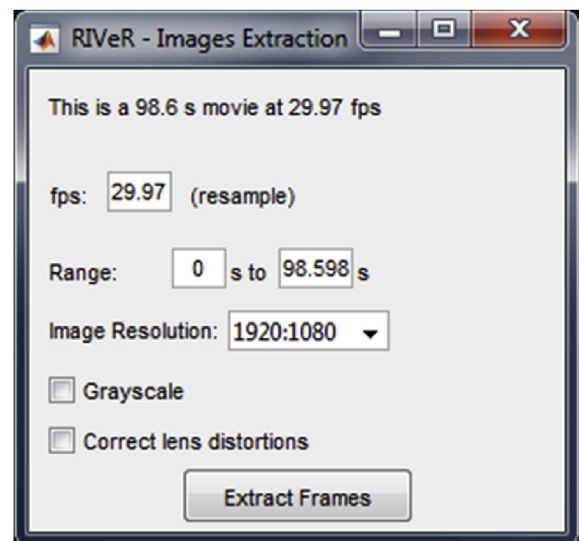 RIVeR - Images Extraction
This is a 98.6 s movie at 29.97 fps
fps: 29.97 (resample)
Range: 0 s to 98.598 s
Image Resolution: 1920:1080
Grayscale
Correct lens distortions
Extract Frames